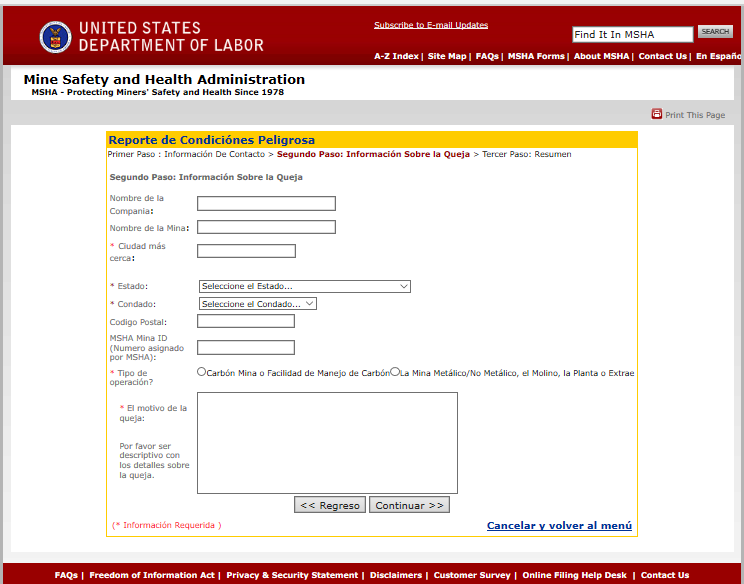 UNITED STATES
DEPARTMENT OF LABOR
Subscribe to E-mail Updates
Find It In MSHA
SEARCH
A-Z Index | Site Map | FAQs | MSHA Forms | About MSHA | Contact Us | En Españo
Mine Safety and Health Administration
MSHA - Protecting Miners' Safety and Health Since 1978
Print This Page
Reporte de Condiciónes Peligrosa
Primer Paso : Información De Contacto > Segundo Paso: Información Sobre la Queja > Tercer Paso: Resumen
Segundo Paso: Información Sobre la Queja
Nombre de la
Compania:
Nombre de la Mina:
* Ciudad más
cerca:
* Estado:
Seleccione el Estado...
* Condado:
Seleccione el Condado...
Codigo Postal:
MSHA Mina ID
(Numero asignado
por MSHA):
* Tipo de
operación?
Carbón Mina o Facilidad de Manejo de Carbón
La Mina Metálico/No Metálico, el Molino, la Planta o Extrae
* El motivo de la
queja:
Por favor ser
descriptivo con
los detalles sobre
la queja.
<< Regreso
Continuar >>
(* Información Requerida )
Cancelar y volver al menú
FAQs | Freedom of Information Act | Privacy & Security Statement | Disclaimers | Customer Survey | Online Filing Help Desk | Contact Us